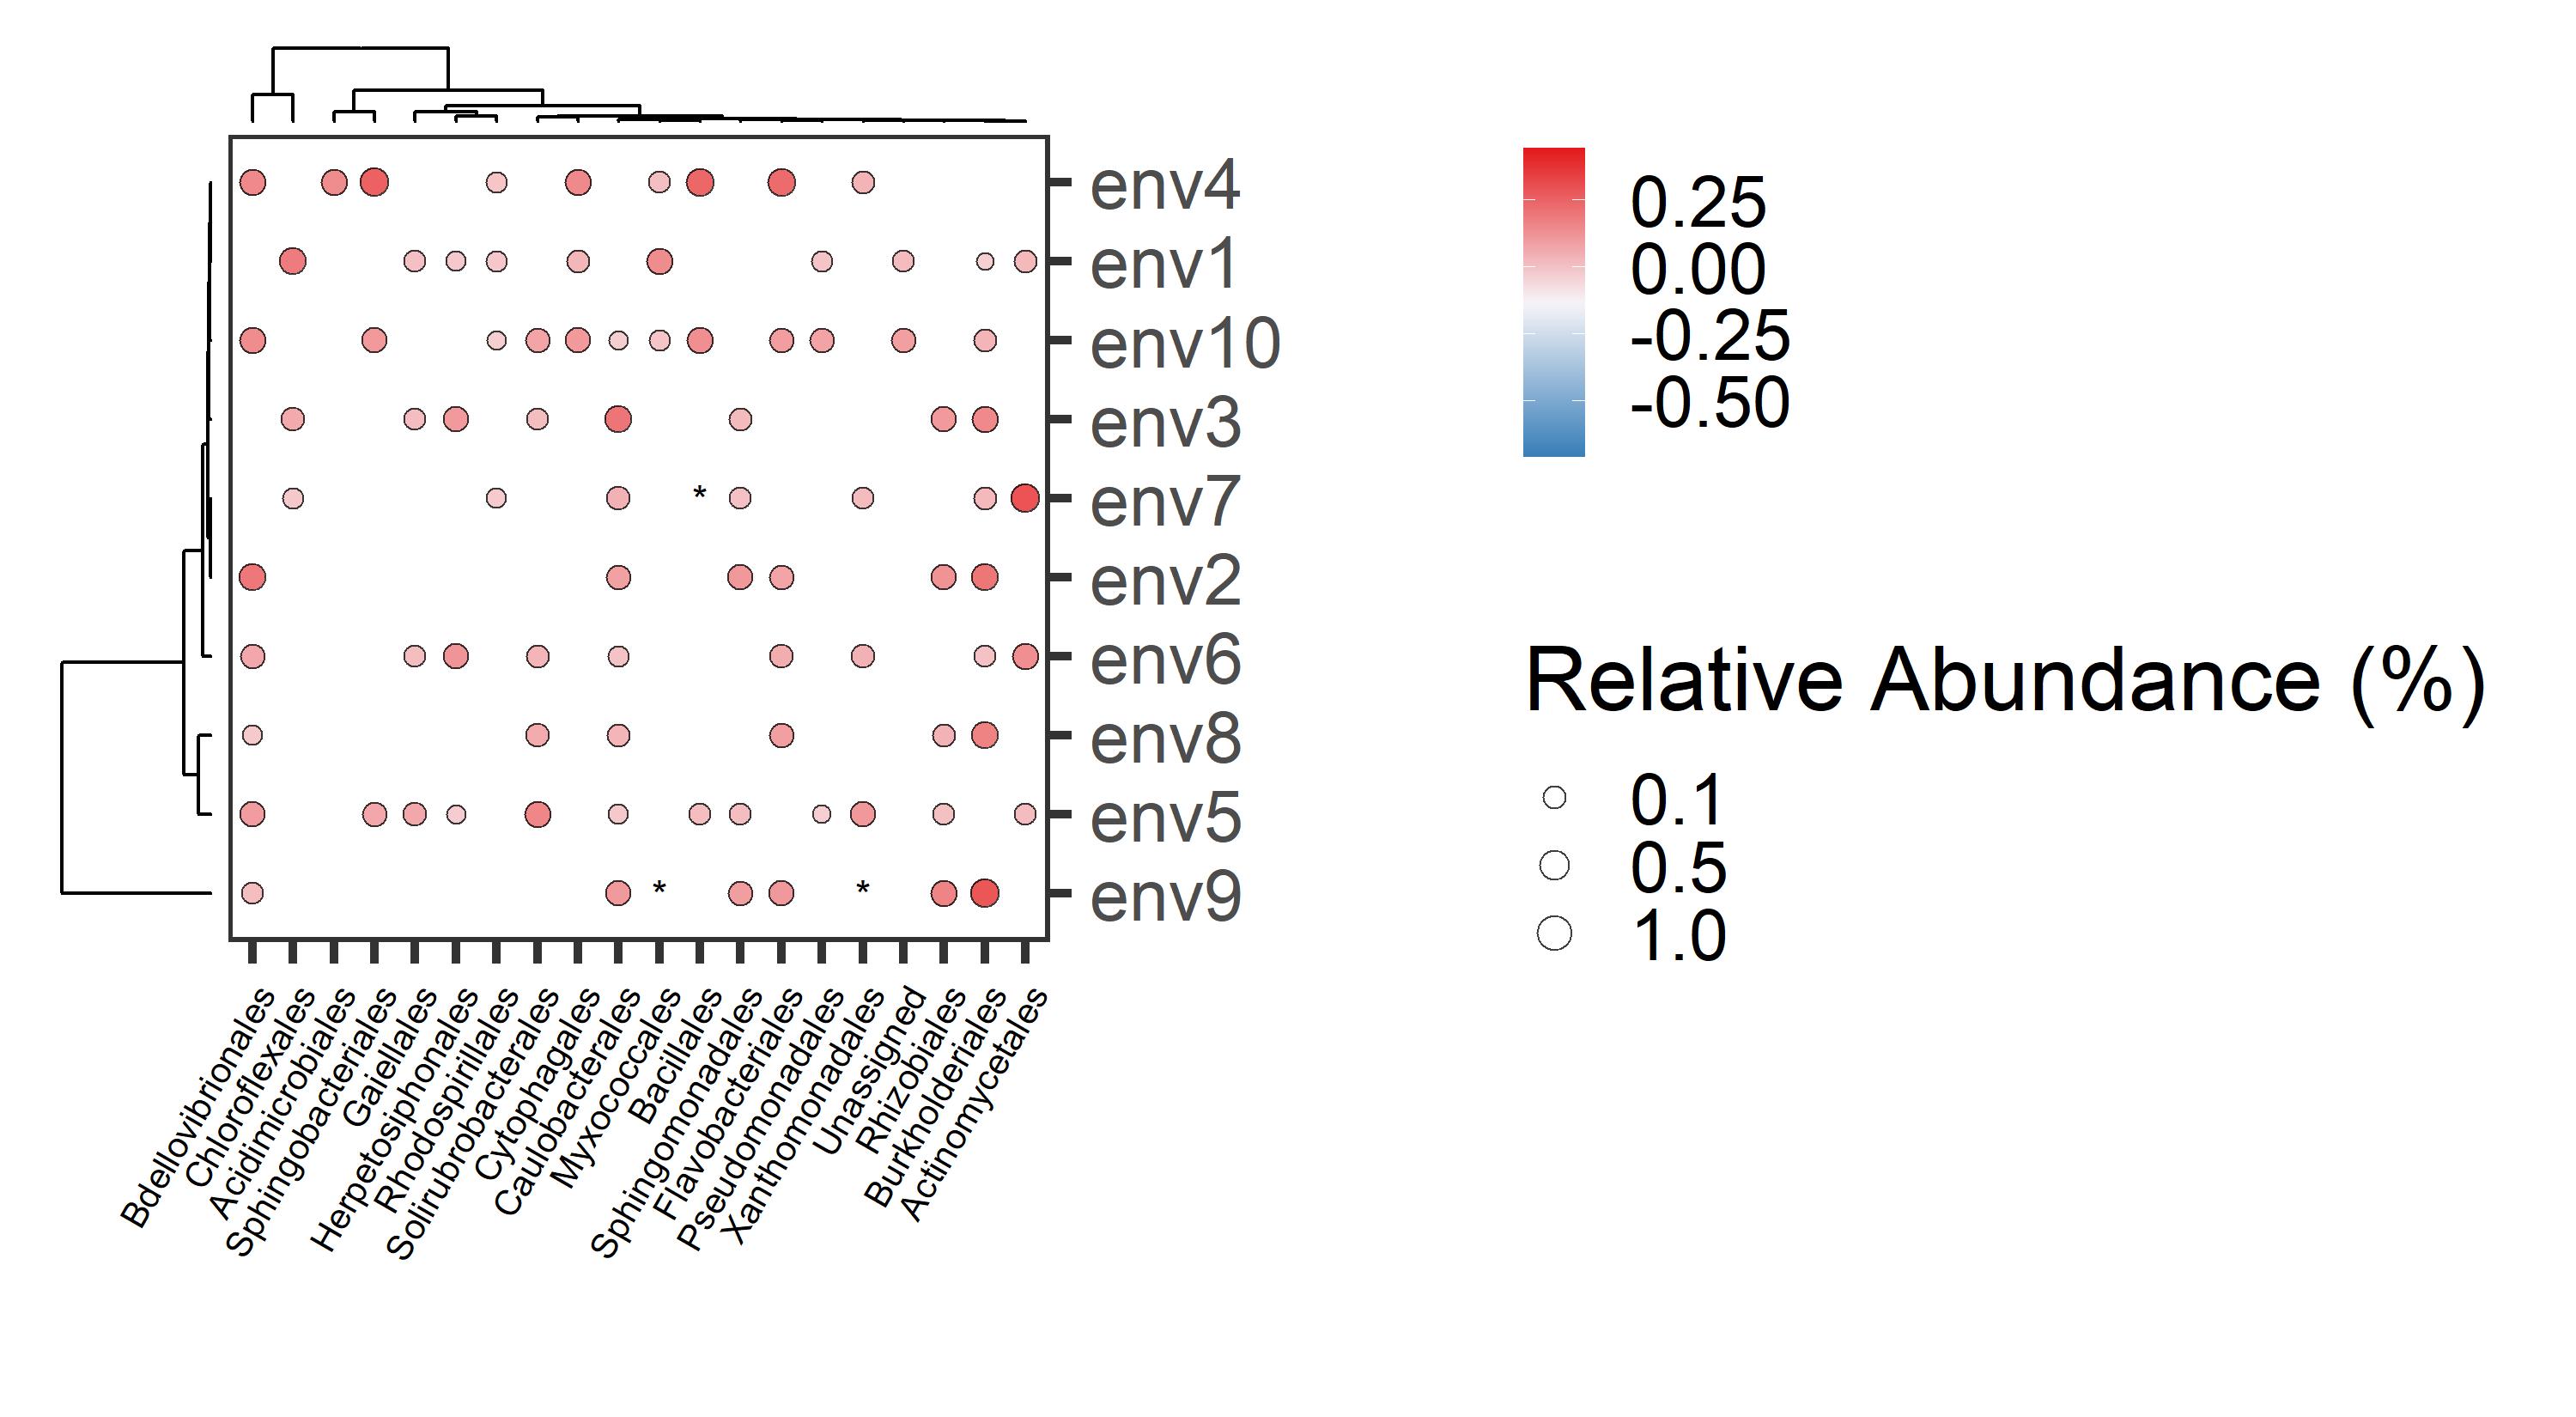 env4
env1
env10
env3
env7
*
env2
env6
env8
env5
env9
*
*
Bdellovibrionales
Chloroflexales
Acidimicrobiales
Sphingobacteriales
Gaiellales
Herpetosiphonales
Rhodospirillales
Solirubrobacterales
Cytophagales
Caulobacterales
Myxococcales
Bacillales
Sphingomonadales
Flavobacteriales
Pseudomonadales
Xanthomonadales
Unassigned
Rhizobiales
Burkholderiales
Actinomycetales
0.25
0.00
-0.25
-0.50
Relative Abundance (%)
0.1
0.5
1.0